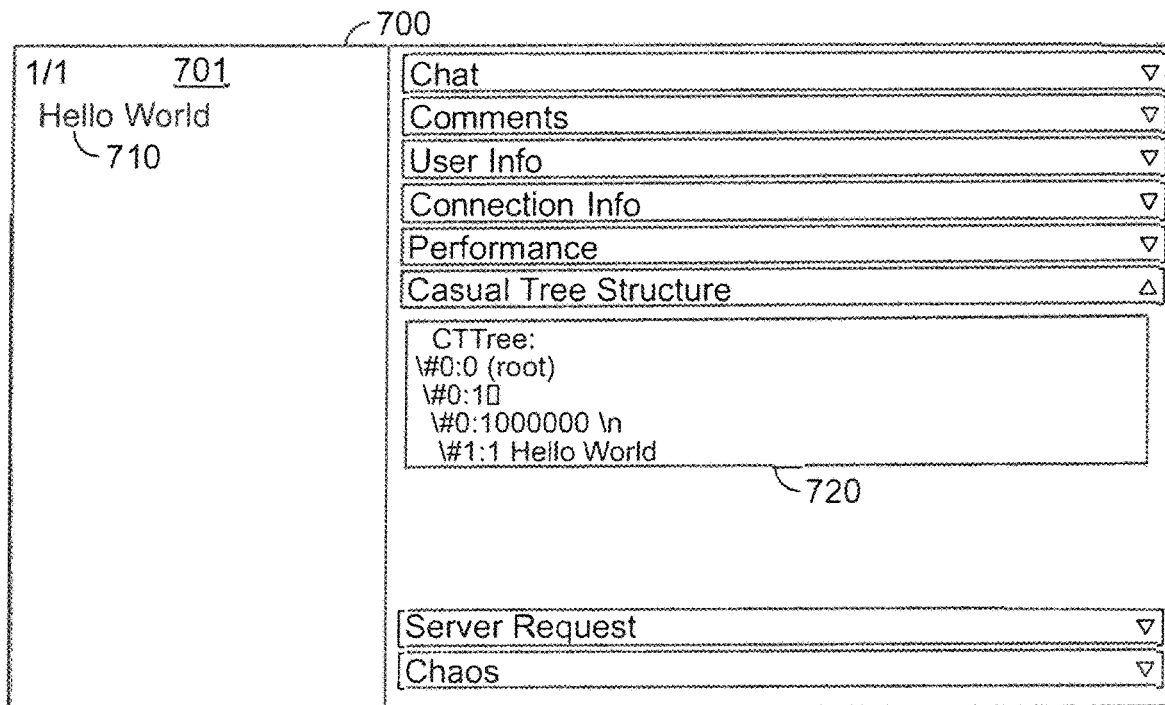 700
1/1 701
Hello World
710
Chat
Comments
User Info
Connection Info
Performance
Casual Tree Structure
CTTree:
\#0:0 (root)
\#0:1▯
\#0:1000000 \n
\#1:1 Hello World
720
Server Request
Chaos